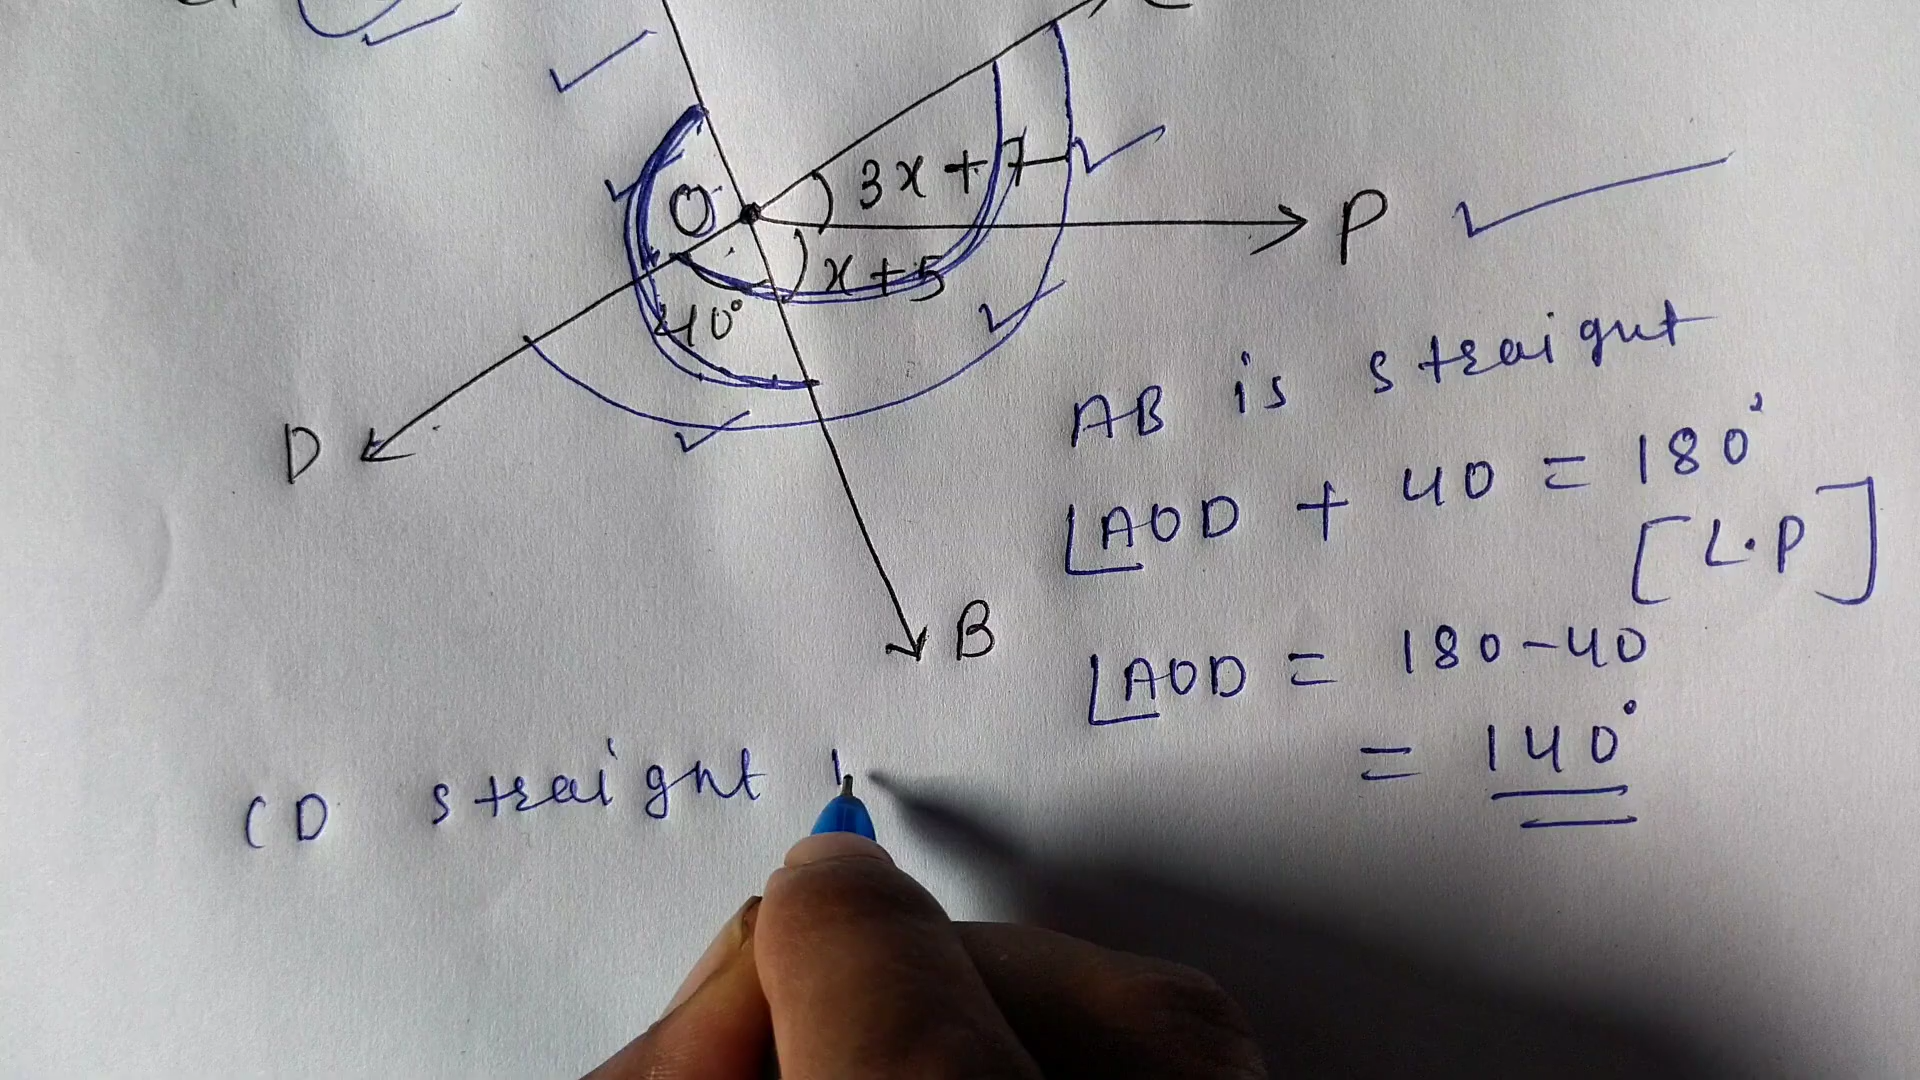 3x + 7
O
P
x + 5
40°
D
AB is straight
∠AOD + 40 = 180°
[L.P]
B
∠AOD = 180 - 40
= 140°
CD straight